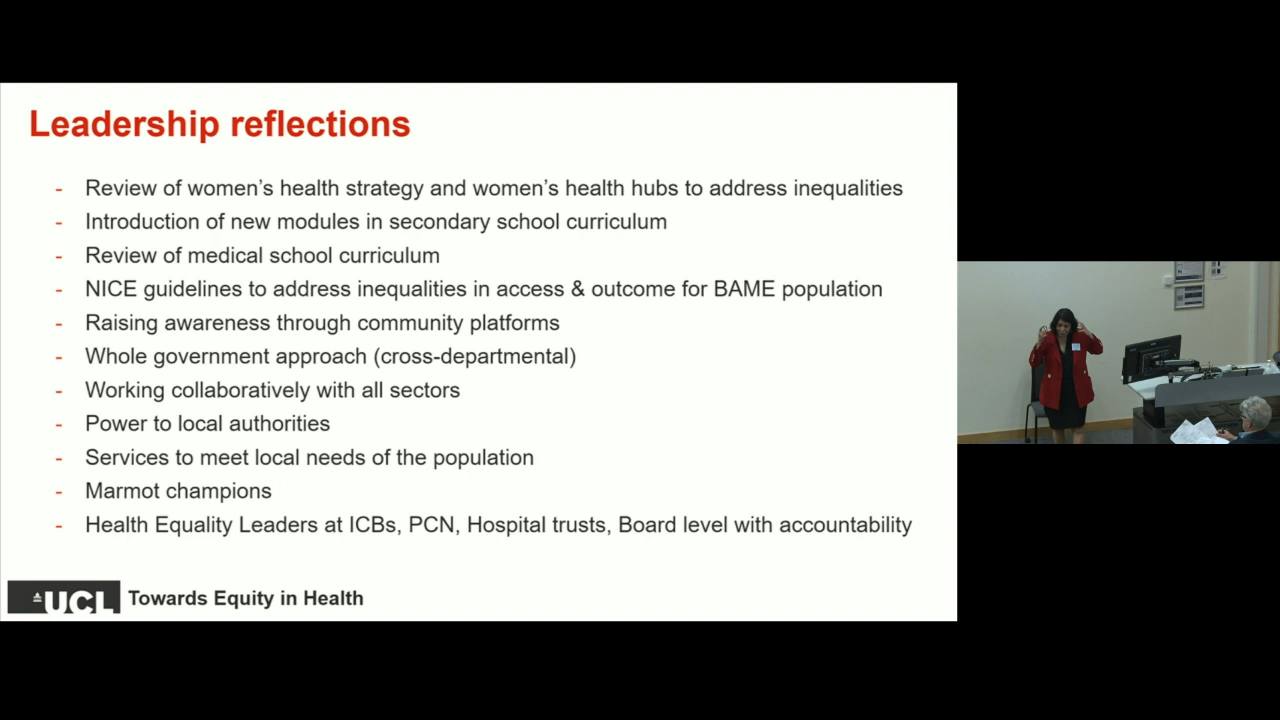 Leadership reflections
- Review of women’s health strategy and women’s health hubs to address inequalities
- Introduction of new modules in secondary school curriculum
- Review of medical school curriculum
- NICE guidelines to address inequalities in access & outcome for BAME population
- Raising awareness through community platforms
- Whole government approach (cross-departmental)
- Working collaboratively with all sectors
- Power to local authorities
- Services to meet local needs of the population
- Marmot champions
- Health Equality Leaders at ICBs, PCN, Hospital trusts, Board level with accountability
UCL Towards Equity in Health